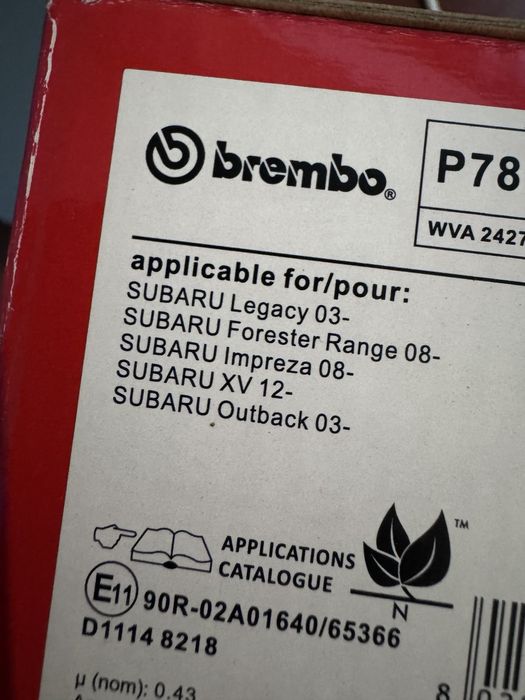 brembo®
P78
WVA 2427
applicable for/pour:
SUBARU Legacy 03-
SUBARU Forester Range 08-
SUBARU Impreza 08-
SUBARU XV 12-
SUBARU Outback 03-
APPLICATIONS
CATALOGUE
TM
N
E11 90R-02A01640/65366
D1114 8218
µ (nom): 0.43
8